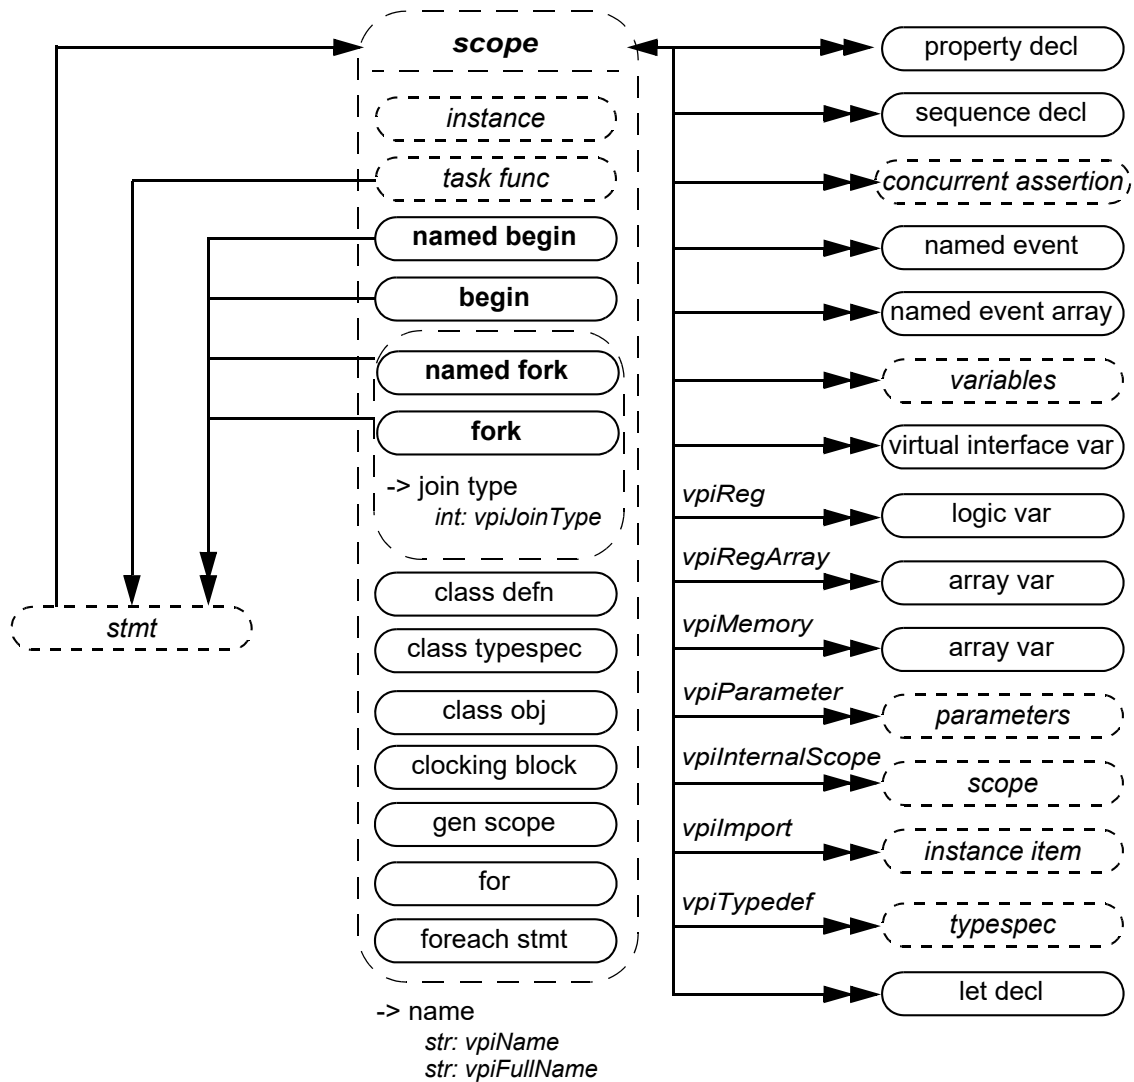 scope
instance
task func
named begin
begin
named fork
fork
-> join type
int: vpiJoinType
class defn
class typespec
class obj
clocking block
gen scope
for
foreach stmt
-> name
str: vpiName
str: vpiFullName
stmt
property decl
sequence decl
concurrent assertion
named event
named event array
variables
virtual interface var
vpiReg
logic var
vpiRegArray
array var
vpiMemory
array var
vpiParameter
parameters
vpiInternalScope
scope
vpiImport
instance item
vpiTypedef
typespec
let decl